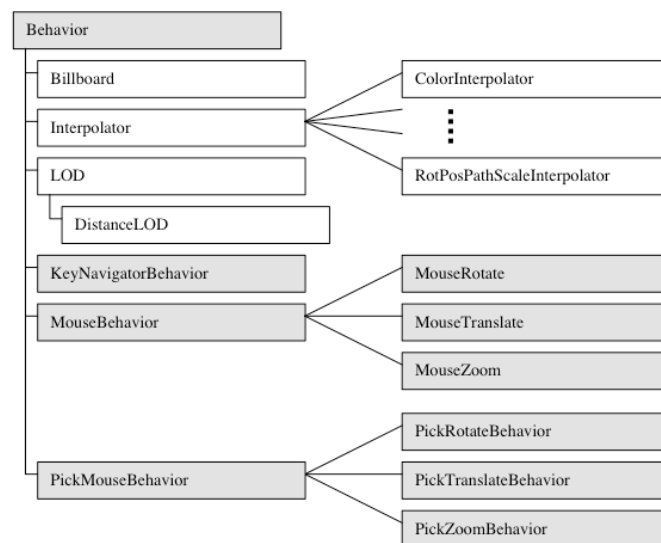 Behavior
Billboard
ColorInterpolator
Interpolator
LOD
RotPosPathScaleInterpolator
DistanceLOD
KeyNavigatorBehavior
MouseRotate
MouseBehavior
MouseTranslate
MouseZoom
PickRotateBehavior
PickMouseBehavior
PickTranslateBehavior
PickZoomBehavior